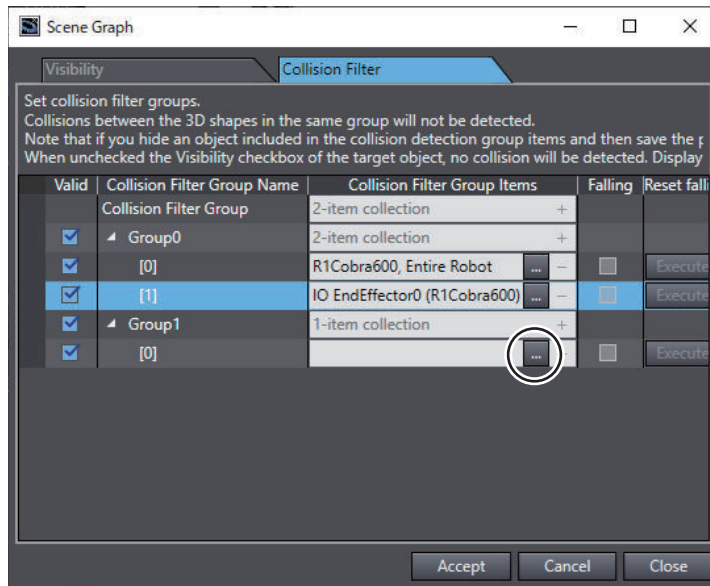 Scene Graph
Visibility
Collision Filter
Set collision filter groups.
Collisions between the 3D shapes in the same group will not be detected.
Note that if you hide an object included in the collision detection group items and then save the
When unchecked the Visibility checkbox of the target object, no collision will be detected. Display
Valid Collision Filter Group Name Collision Filter Group Items Falling Reset falli
Collision Filter Group 2-item collection +
Group0 2-item collection +
[0] R1Cobra600, Entire Robot ... − Execute
[1] IO EndEffector0 (R1Cobra600) ... − Execute
Group1 1-item collection +
[0] ... Execute
Accept Cancel Close